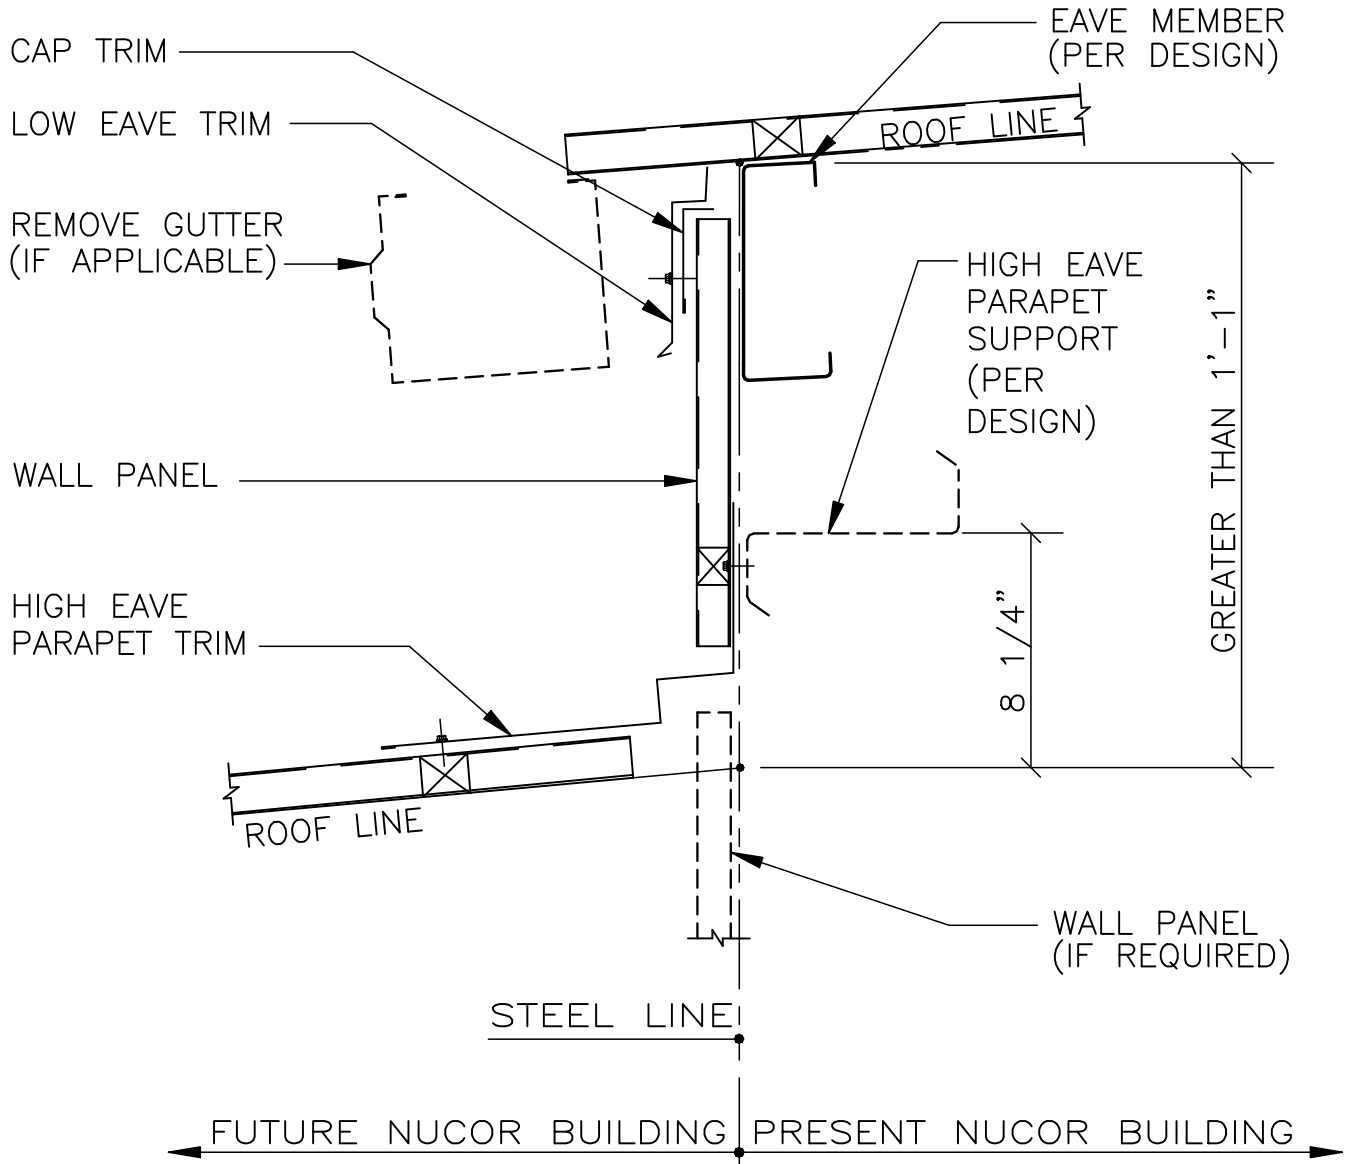 EAVE MEMBER
(PER DESIGN)
CAP TRIM
LOW EAVE TRIM
ROOF LINE
REMOVE GUTTER
(IF APPLICABLE)
HIGH EAVE
PARAPET
SUPPORT
(PER
DESIGN)
GREATER THAN 1'-1"
WALL PANEL
8 1/4"
HIGH EAVE
PARAPET TRIM
ROOF LINE
WALL PANEL
(IF REQUIRED)
STEEL LINE
FUTURE NUCOR BUILDING
PRESENT NUCOR BUILDING